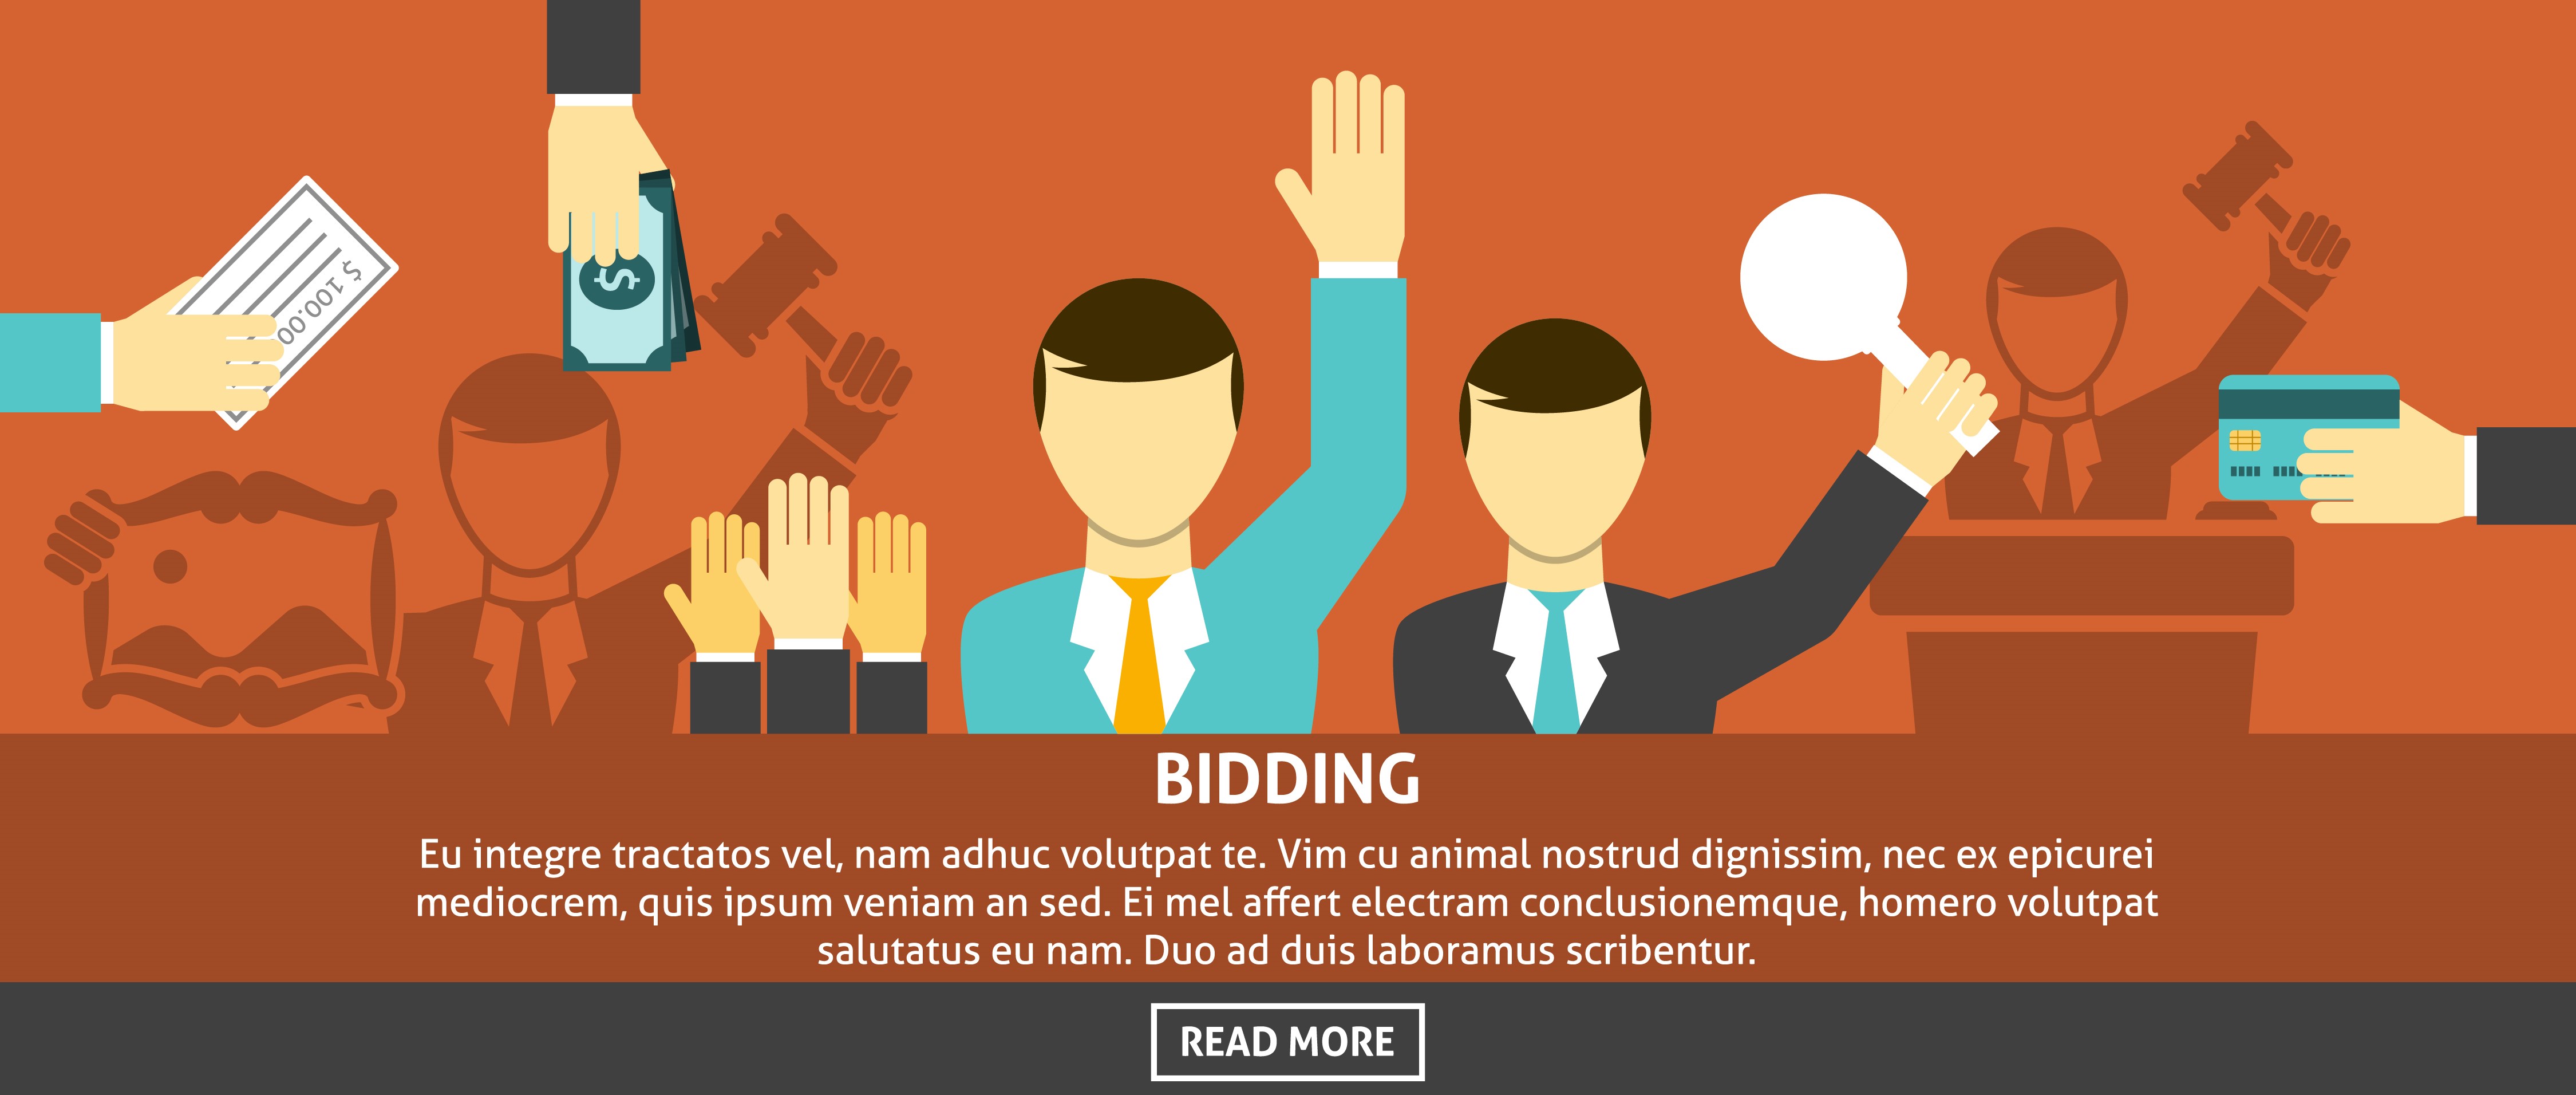 $ 100.00
$
BIDDING
Eu integre tractatos vel, nam adhuc volutpat te. Vim cu animal nostrud dignissim, nec ex epicurei
mediocrem, quis ipsum veniam an sed. Ei mel affert electram conclusionemque, homero volutpat
salutatus eu nam. Duo ad duis laboramus scribentur.
READ MORE